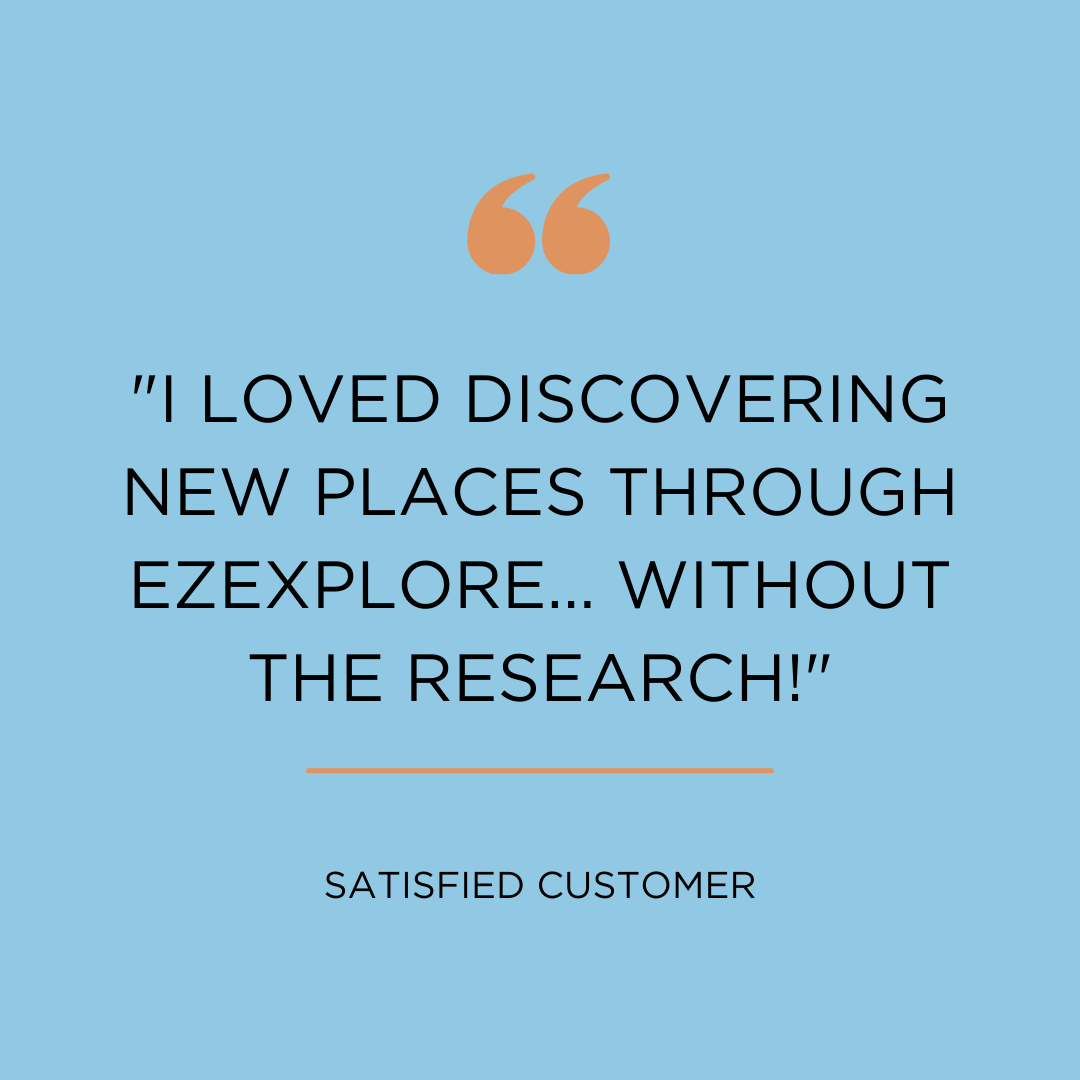 "I LOVED DISCOVERING
NEW PLACES THROUGH
EZEXPLORE... WITHOUT
THE RESEARCH!"
SATISFIED CUSTOMER